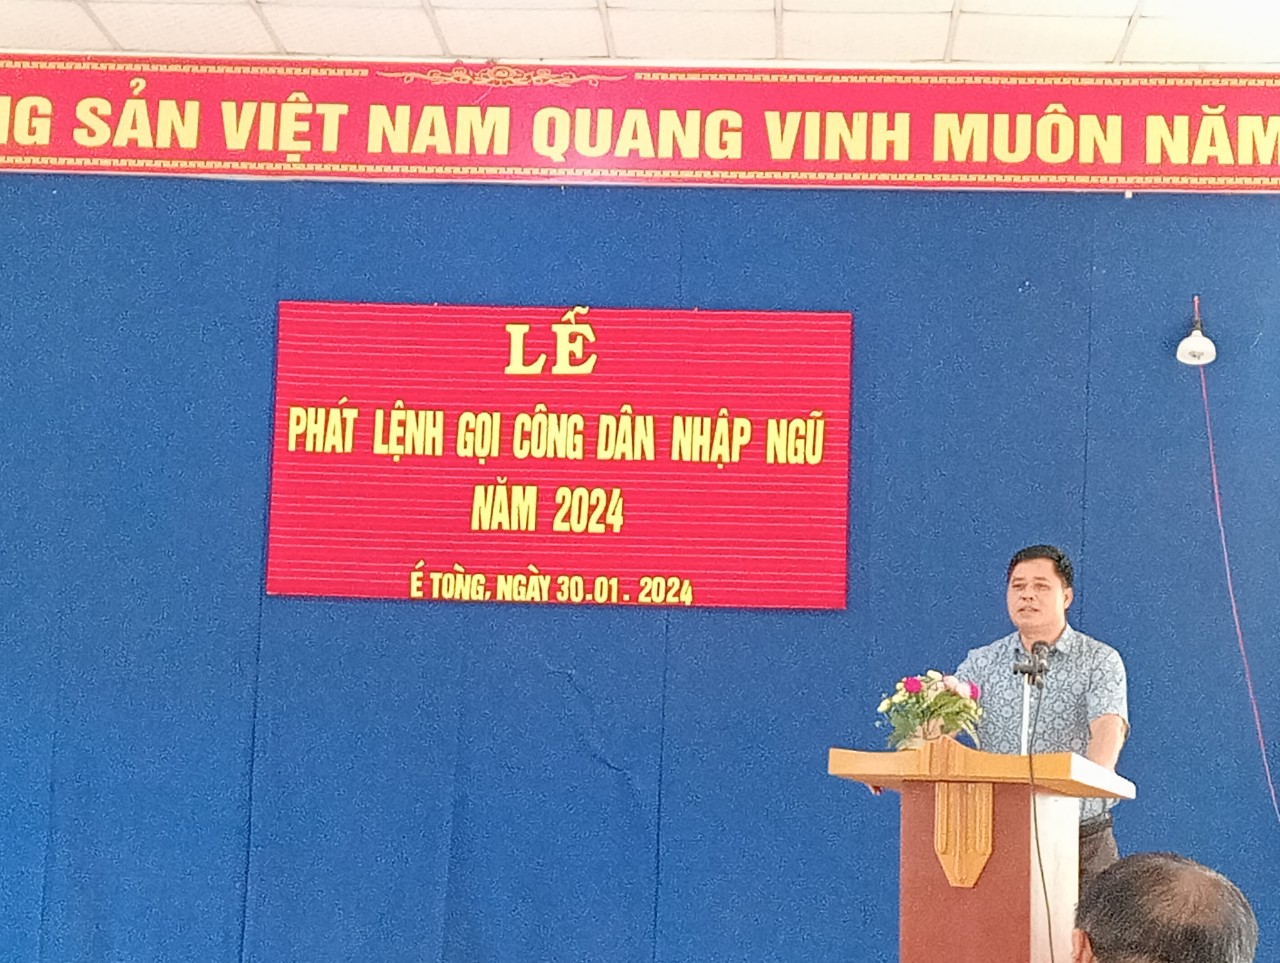 NG SẢN VIỆT NAM QUANG VINH MUÔN NĂM
LỄ
PHÁT LỆNH GỌI CÔNG DÂN NHẬP NGŨ
NĂM 2024
É TÒNG, NGÀY 30.01.2024